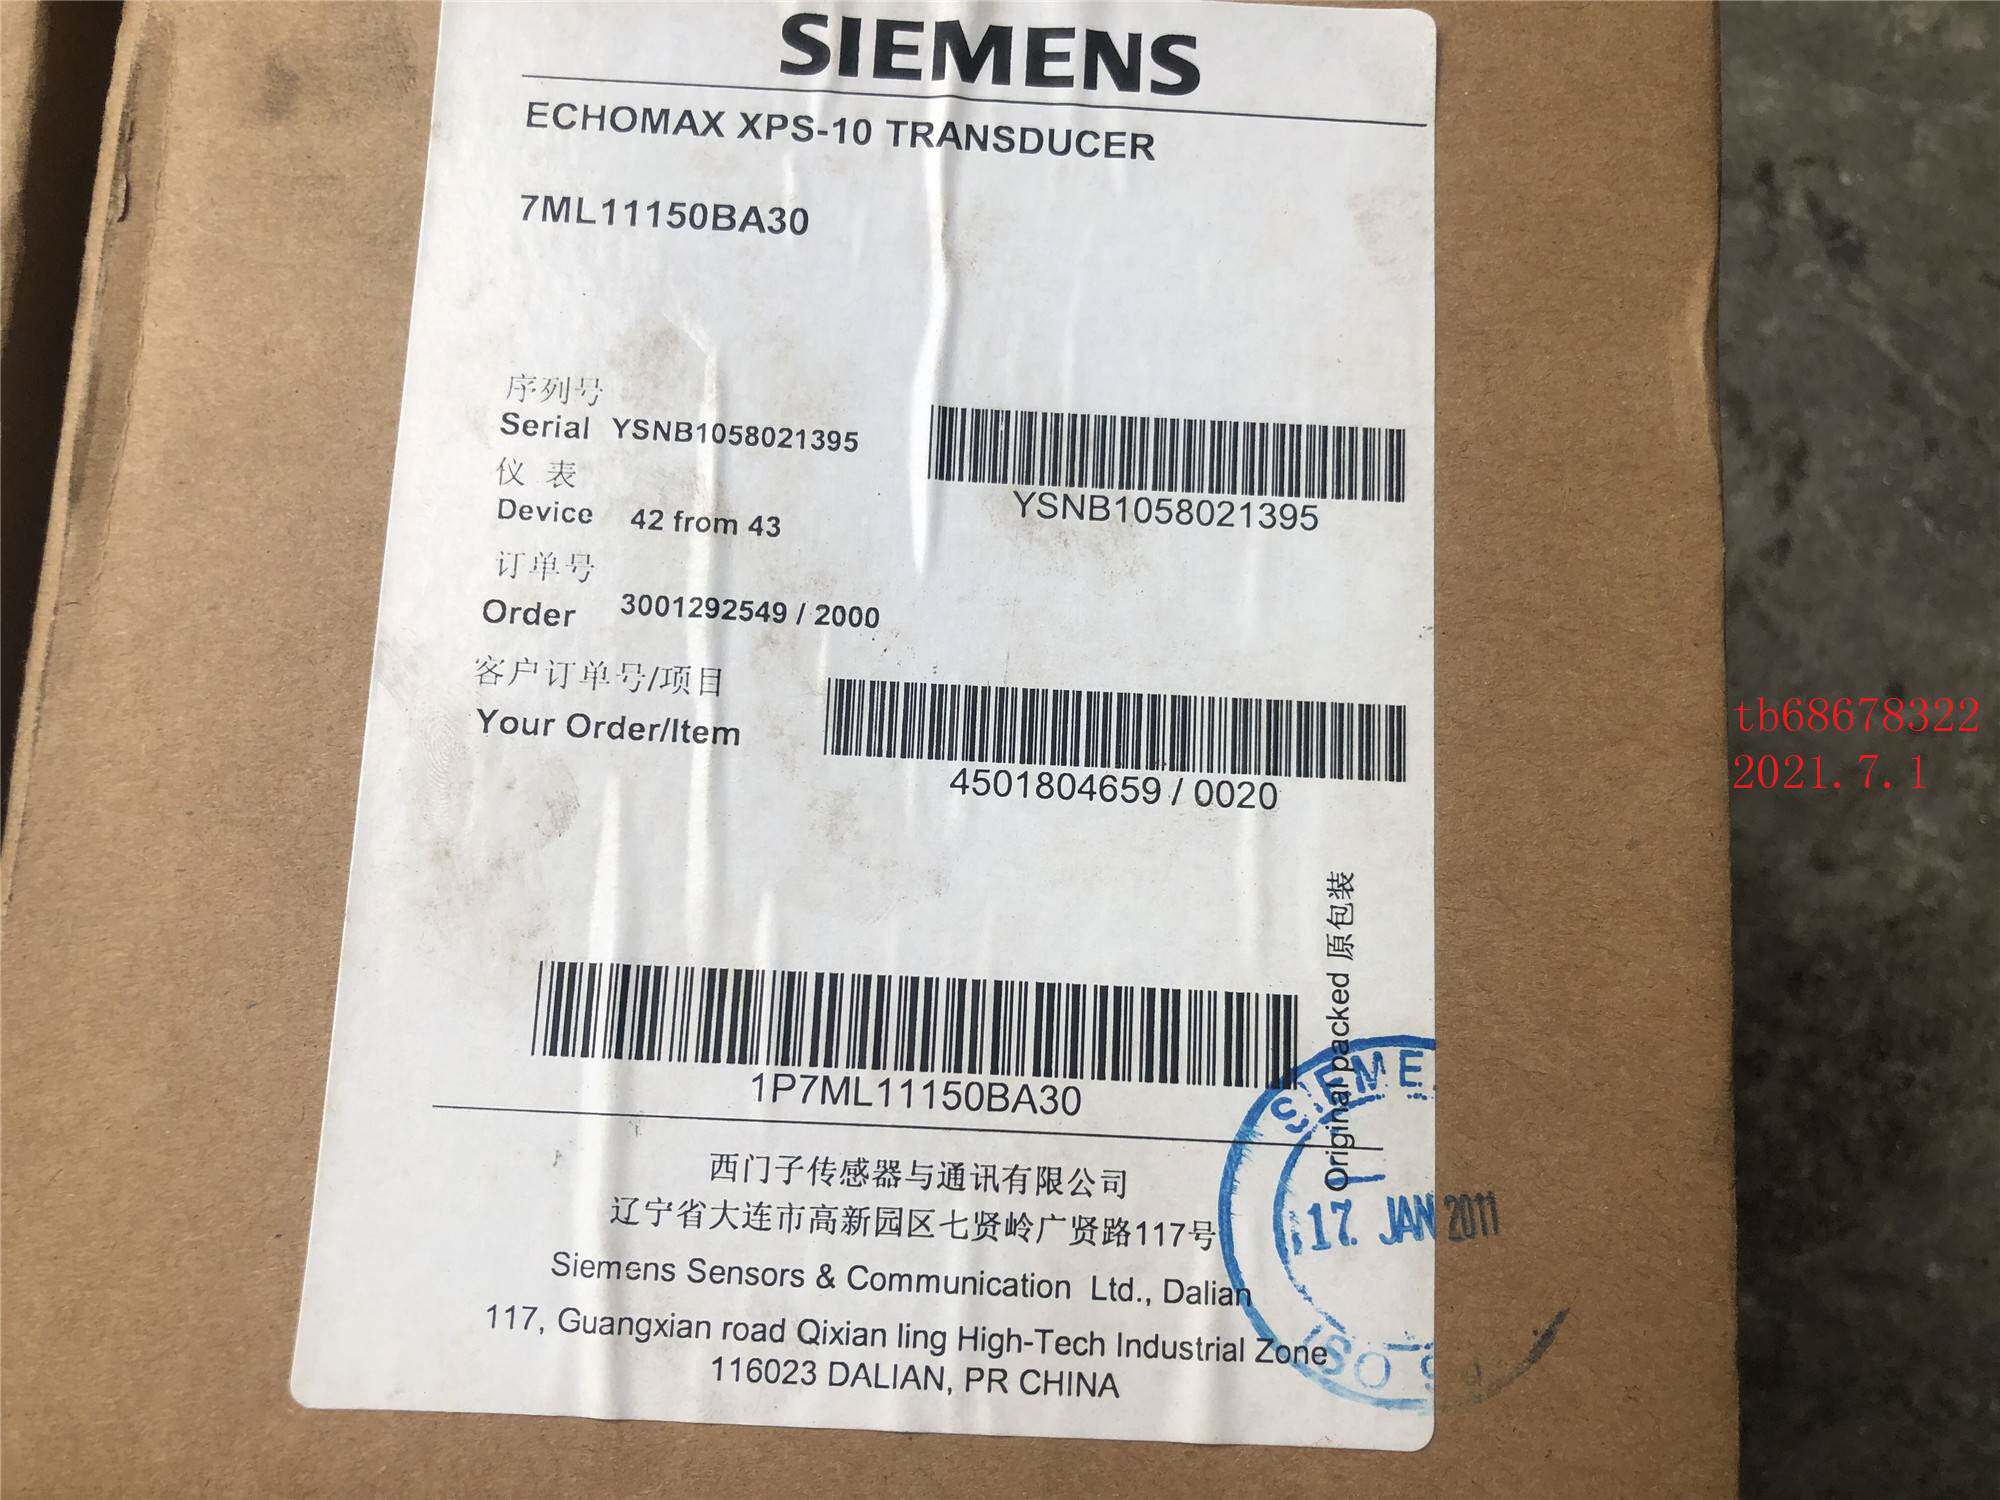 SIEMENS
ECHOMAX XPS-10 TRANSDUCER
7ML11150BA30
序列号
Serial YSNB1058021395
YSNB1058021395
仪 表
Device 42 from 43
订单号
Order 3001292549 / 2000
客户订单号/项目
Your Order/Item
4501804659 / 0020
Original packed 原包装
1P7ML11150BA30
西门子传感器与通讯有限公司
辽宁省大连市高新园区七贤岭广贤路117号
Siemens Sensors & Communication Ltd., Dalian
117, Guangxian road Qixian ling High-Tech Industrial Zone
116023 DALIAN, PR CHINA
SIEME
17. JAN 2011
ISO
tb68678322
2021.7.1